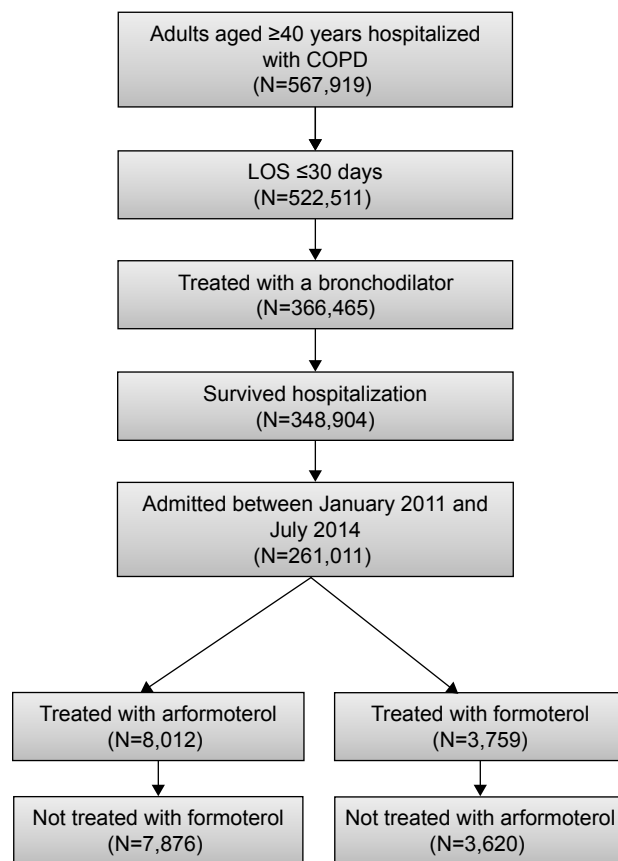 Adults aged ≥40 years hospitalized
with COPD
(N=567,919)
LOS ≤30 days
(N=522,511)
Treated with a bronchodilator
(N=366,465)
Survived hospitalization
(N=348,904)
Admitted between January 2011 and
July 2014
(N=261,011)
Treated with arformoterol
(N=8,012)
Treated with formoterol
(N=3,759)
Not treated with formoterol
(N=7,876)
Not treated with arformoterol
(N=3,620)